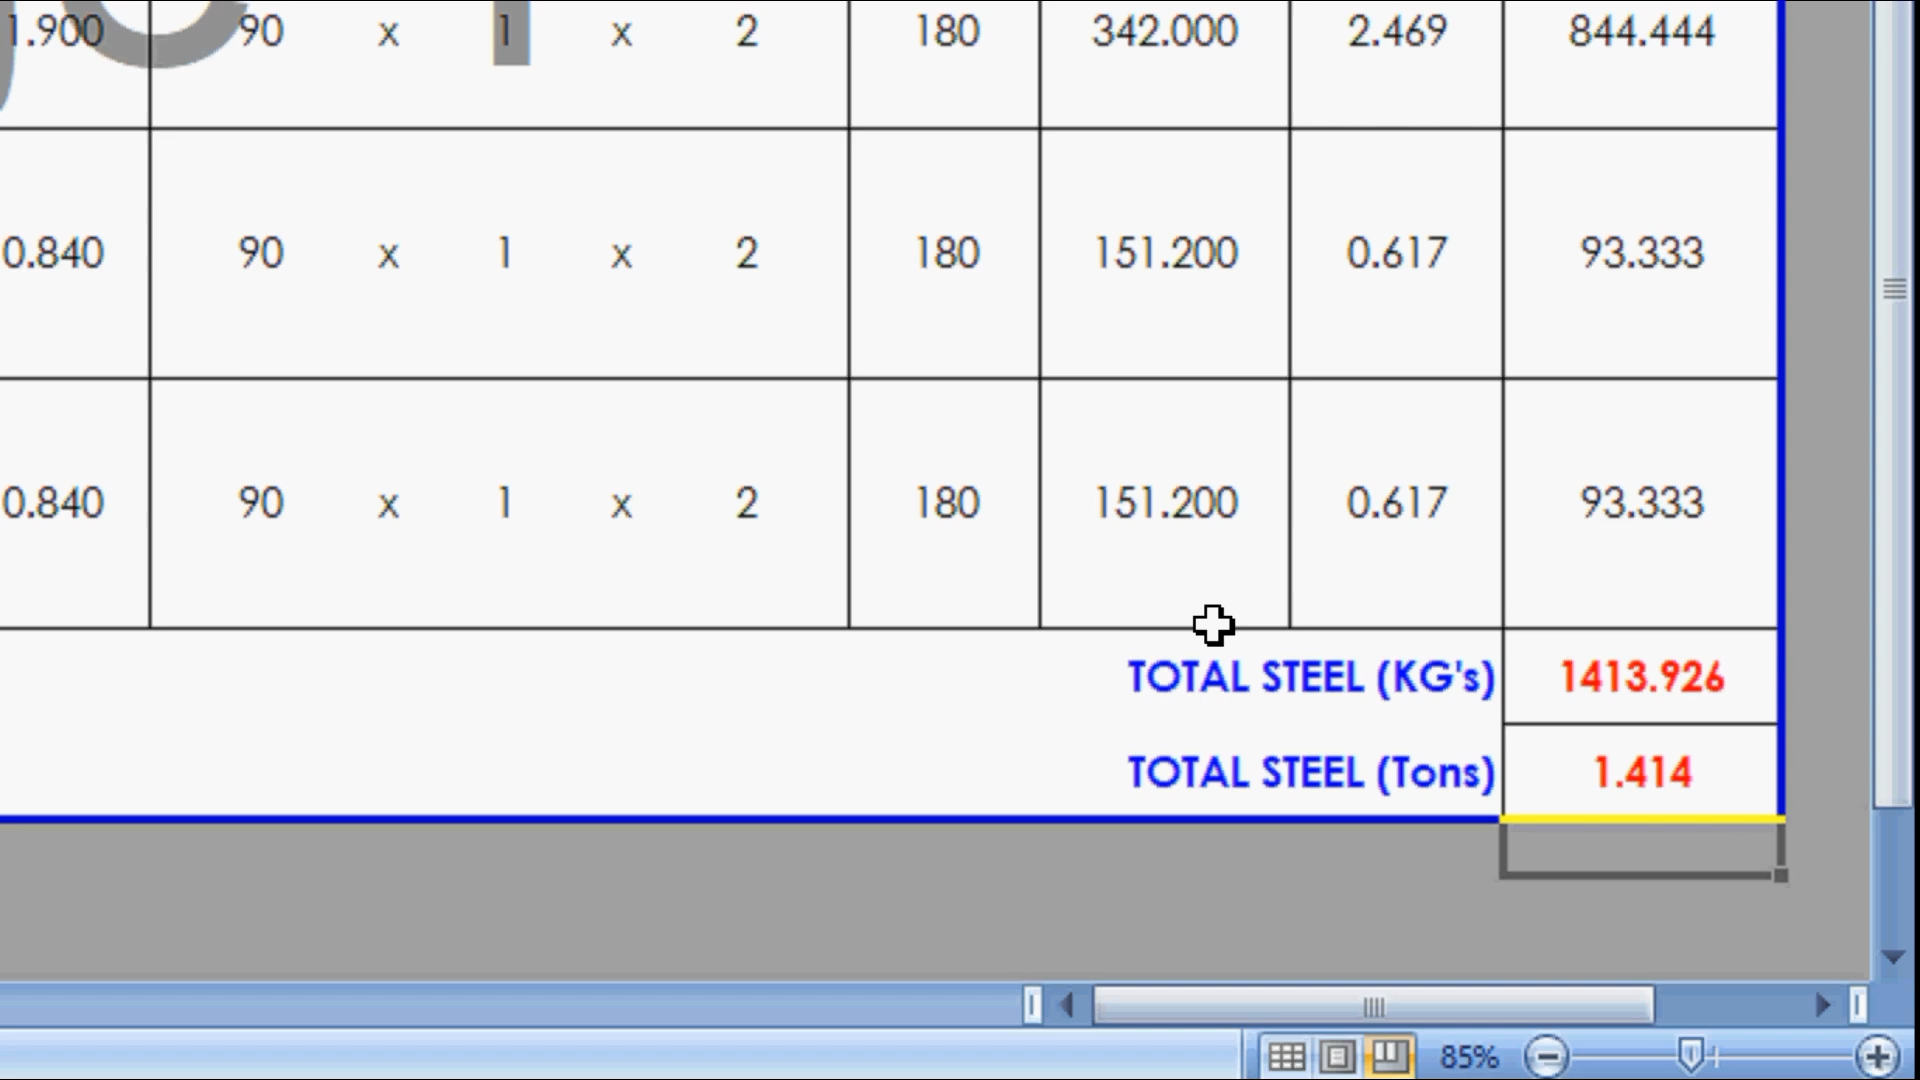 1.900 90 x 1 x 2 180 342.000 2.469 844.444
0.840 90 x 1 x 2 180 151.200 0.617 93.333
0.840 90 x 1 x 2 180 151.200 0.617 93.333
TOTAL STEEL (KG's) 1413.926
TOTAL STEEL (Tons) 1.414
85%